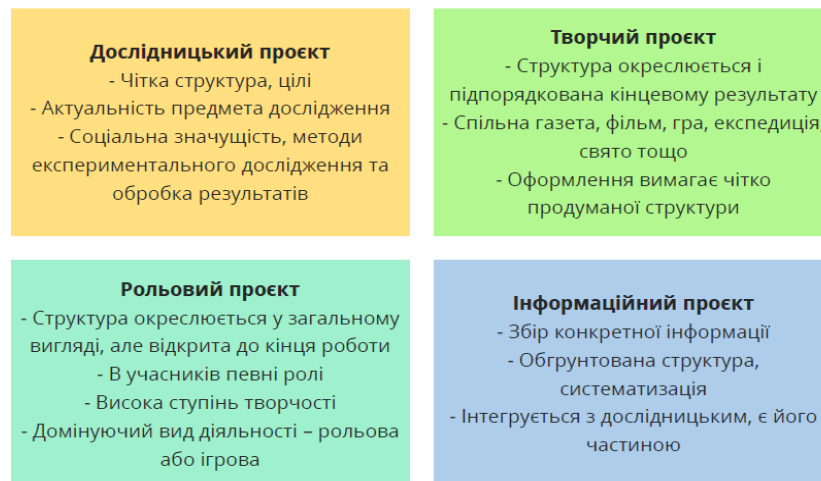 Дослідницький проєкт
- Чітка структура, цілі
- Актуальність предмета дослідження
- Соціальна значущість, методи
експериментального дослідження та
обробка результатів
Творчий проєкт
- Структура окреслюється і
підпорядкована кінцевому результату
- Спільна газета, фільм, гра, експедиція,
свято тощо
- Оформлення вимагає чітко
продуманої структури
Рольовий проєкт
- Структура окреслюється у загальному
вигляді, але відкрита до кінця роботи
- В учасників певні ролі
- Висока ступінь творчості
- Домінуючий вид діяльності – рольова
або ігрова
Інформаційний проєкт
- Збір конкретної інформації
- Обгрунтована структура,
систематизація
- Інтегрується з дослідницьким, є його
частиною